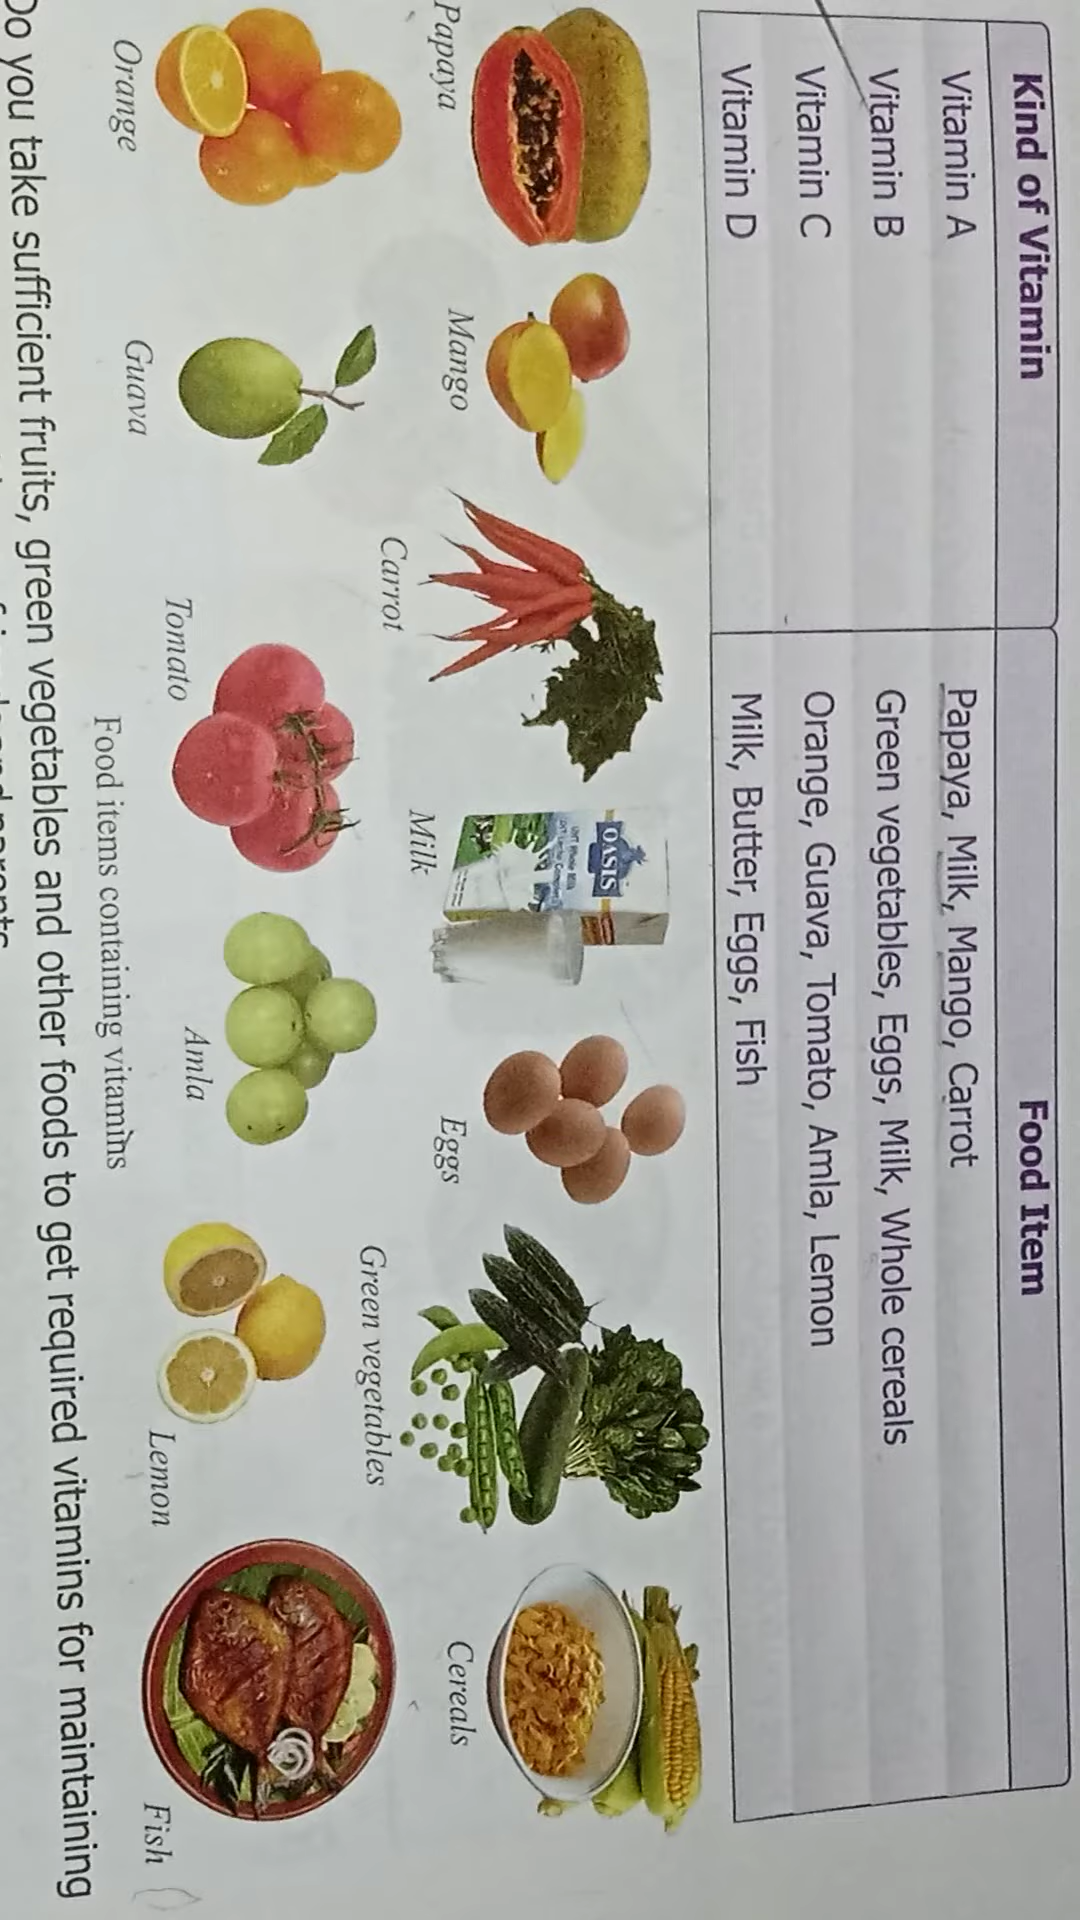 Kind of Vitamin Food Item
Vitamin A Papaya, Milk, Mango, Carrot
Vitamin B Green vegetables, Eggs, Milk, Whole cereals
Vitamin C Orange, Guava, Tomato, Amla, Lemon
Vitamin D Milk, Butter, Eggs, Fish
OASIS
Papaya Mango Carrot Milk Eggs Green vegetables Cereals
Orange Guava Tomato Amla Lemon Fish
Food items containing vitamins
Do you take sufficient fruits, green vegetables and other foods to get required vitamins for maintaining